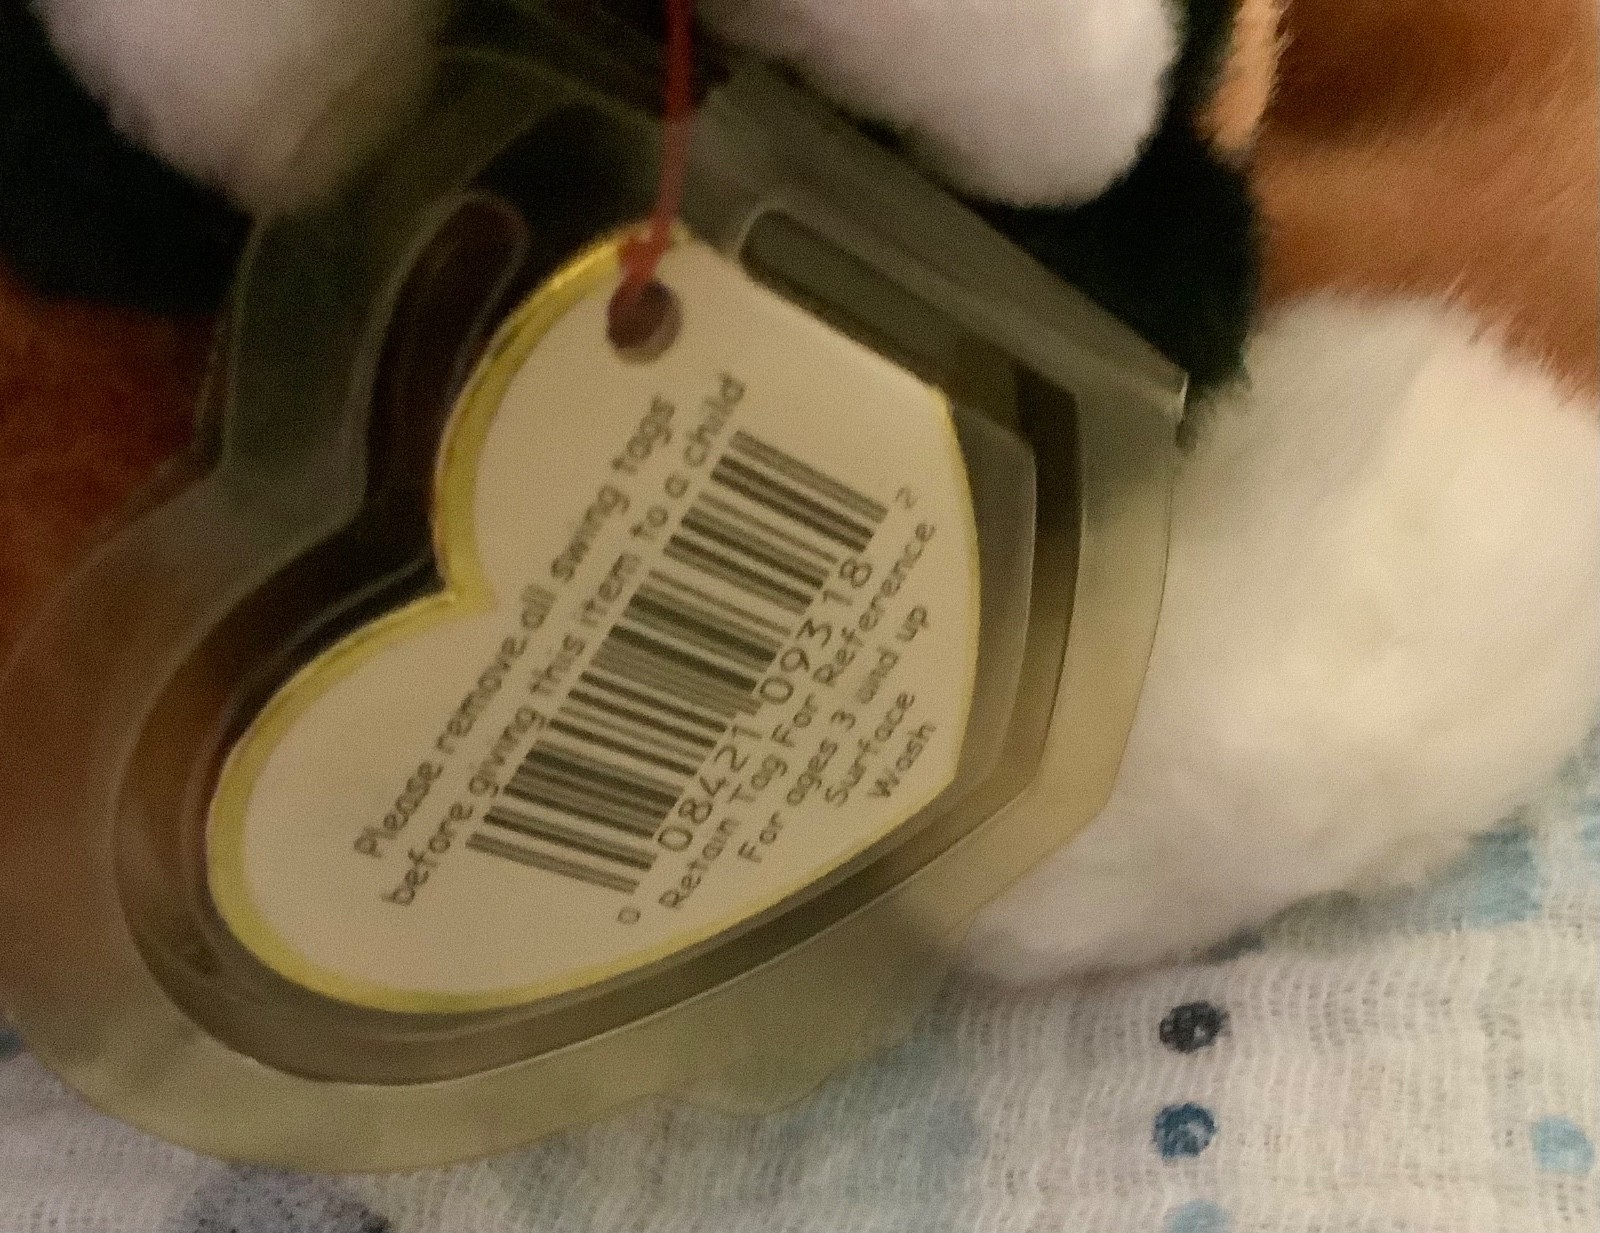 Please remove all swing tags
before giving this item to a child
0 08421 09318 2
Retain Tag For Reference
For ages 3 and up
Surface
Wash